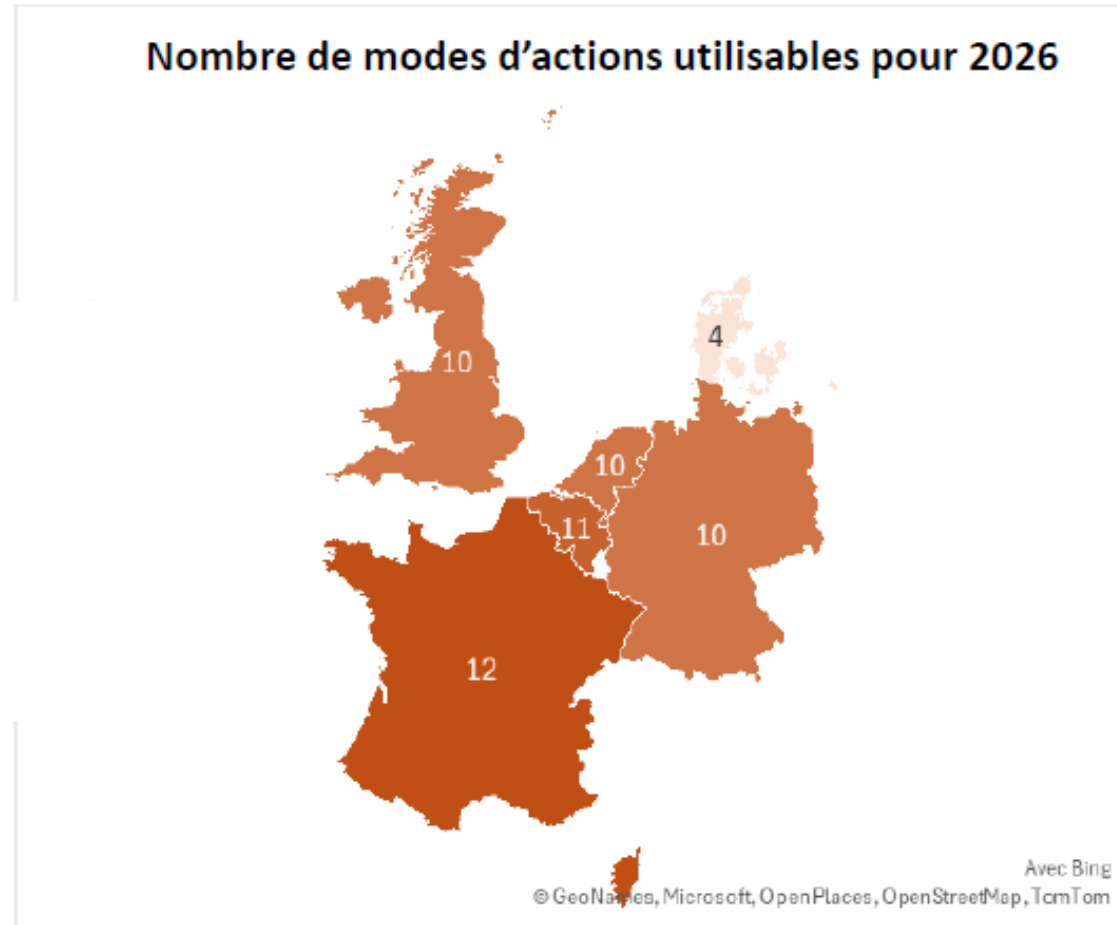 Nombre de modes d'actions utilisables pour 2026
4
10
10
11
10
12
Avec Bing
© GeoNames, Microsoft, OpenPlaces, OpenStreetMap, TomTom